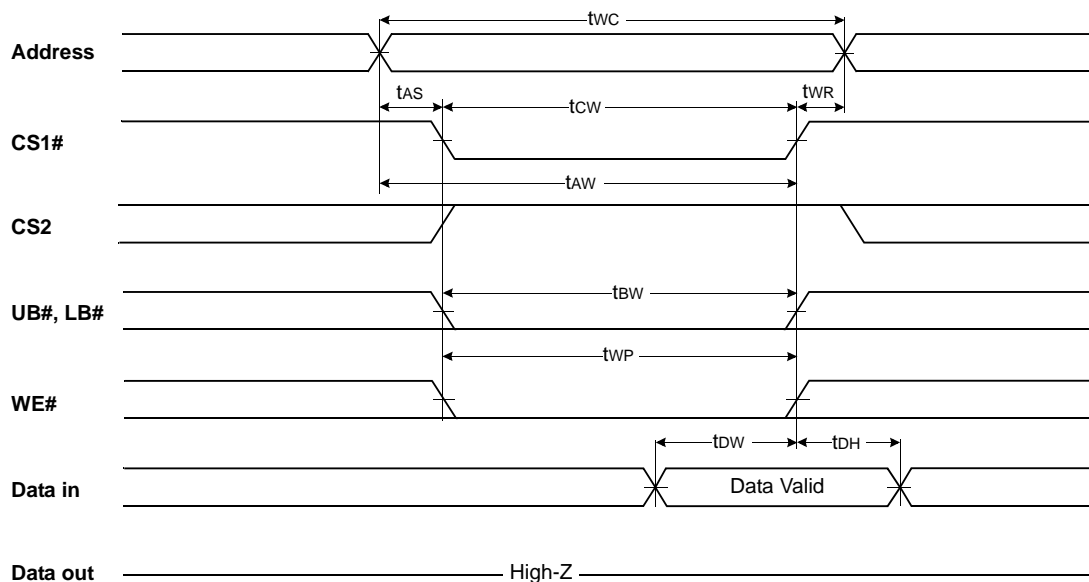 tWC
Address
tAS
tCW
tWR
CS1#
tAW
CS2
tBW
UB#, LB#
tWP
WE#
tDW
tDH
Data in
Data Valid
Data out
High-Z